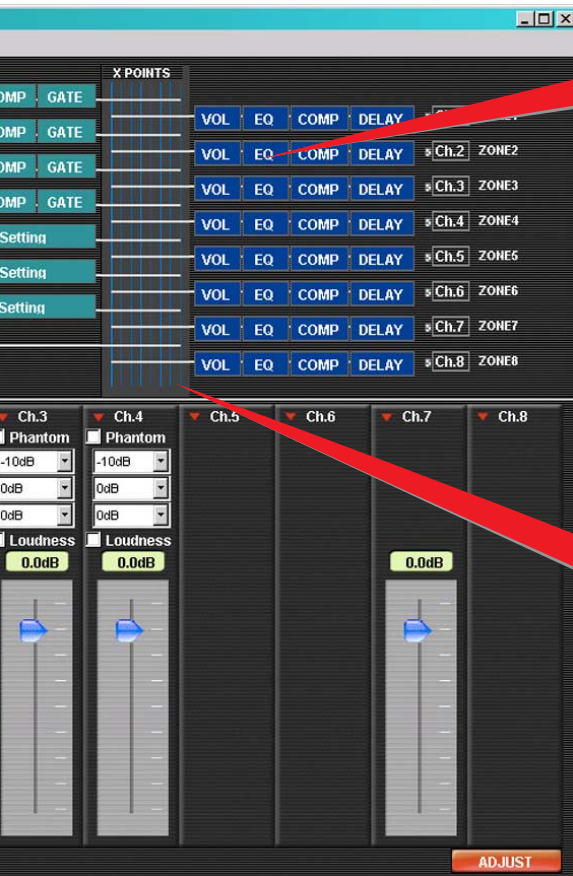 X POINTS
OMP GATE
VOL EQ COMP DELAY
OMP GATE
VOL EQ COMP DELAY Ch.2 ZONE2
OMP GATE
VOL EQ COMP DELAY Ch.3 ZONE3
OMP GATE
VOL EQ COMP DELAY Ch.4 ZONE4
Setting
VOL EQ COMP DELAY Ch.5 ZONE5
Setting
VOL EQ COMP DELAY Ch.6 ZONE6
Setting
VOL EQ COMP DELAY Ch.7 ZONE7
VOL EQ COMP DELAY Ch.8 ZONE8
Ch.3 Ch.4 Ch.5 Ch.6 Ch.7 Ch.8
Phantom Phantom
-10dB -10dB
0dB 0dB
0dB 0dB
Loudness Loudness
0.0dB 0.0dB 0.0dB
ADJUST